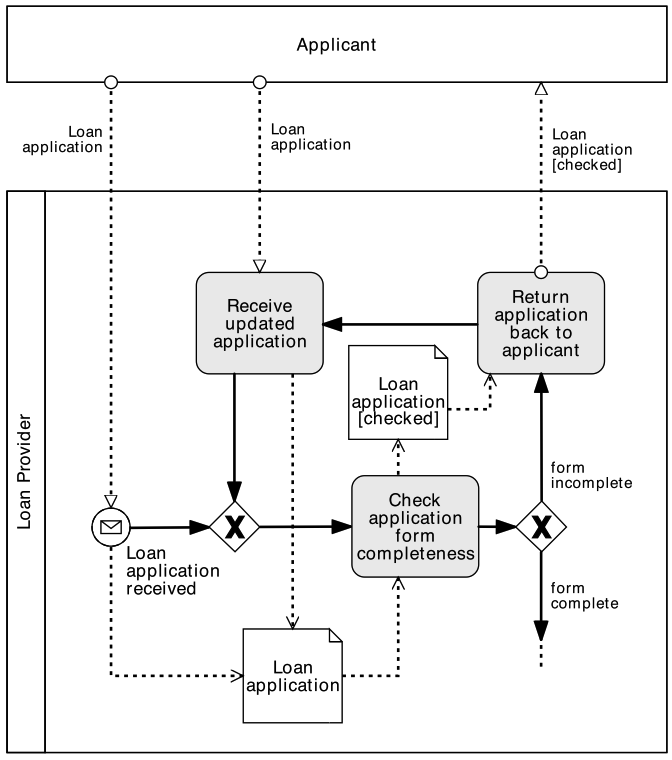 Applicant
Loan
application
Loan
application
Loan
application
[checked]
Loan Provider
Receive
updated
application
Return
application
back to
applicant
Loan
application
[checked]
form
incomplete
Check
application
form
completeness
X
X
Loan
application
received
form
complete
Loan
application